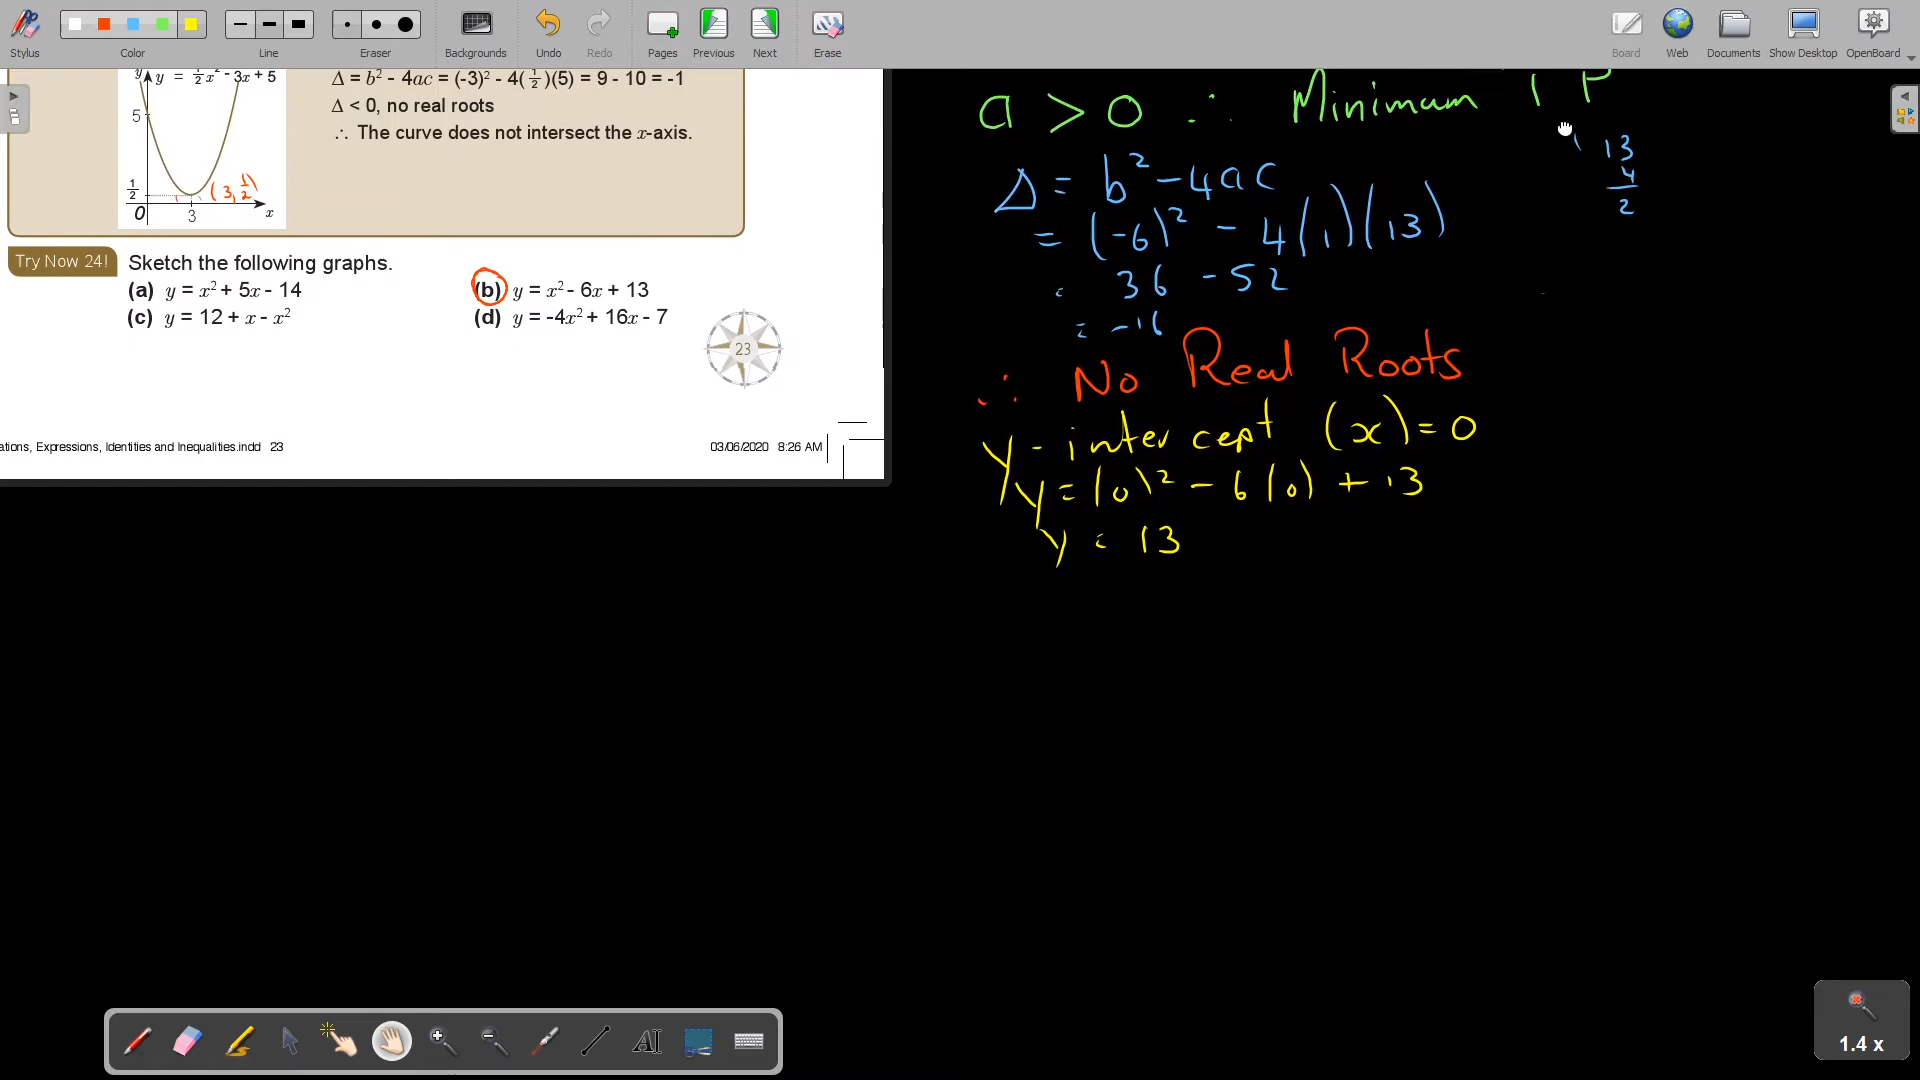 Stylus
Color
Line
Eraser
Backgrounds
Undo
Redo
Pages
Previous
Next
Erase
Board
Web
Documents
Show Desktop
OpenBoard
y
y = 1/2 x² - 3x + 5
5
1/2
(3, 1/2)
O
3
x
Δ = b² - 4ac = (-3)² - 4(1/2)(5) = 9 - 10 = -1
Δ < 0, no real roots
∴ The curve does not intersect the x-axis.
Try Now 24!
Sketch the following graphs.
(a) y = x² + 5x - 14
(b) y = x² - 6x + 13
(c) y = 12 + x - x²
(d) y = -4x² + 16x - 7
23
ations, Expressions, Identities and Inequalities.indd 23
03/06/2020 8:26 AM
a > 0 ∴ Minimum T P
Δ = b² - 4ac
= (-6)² - 4(1)(13)
= 36 - 52
= -16
13
4
2
∴ No Real Roots
y - intercept (x) = 0
y = (0)² - 6(0) + 13
y = 13
1.4 x